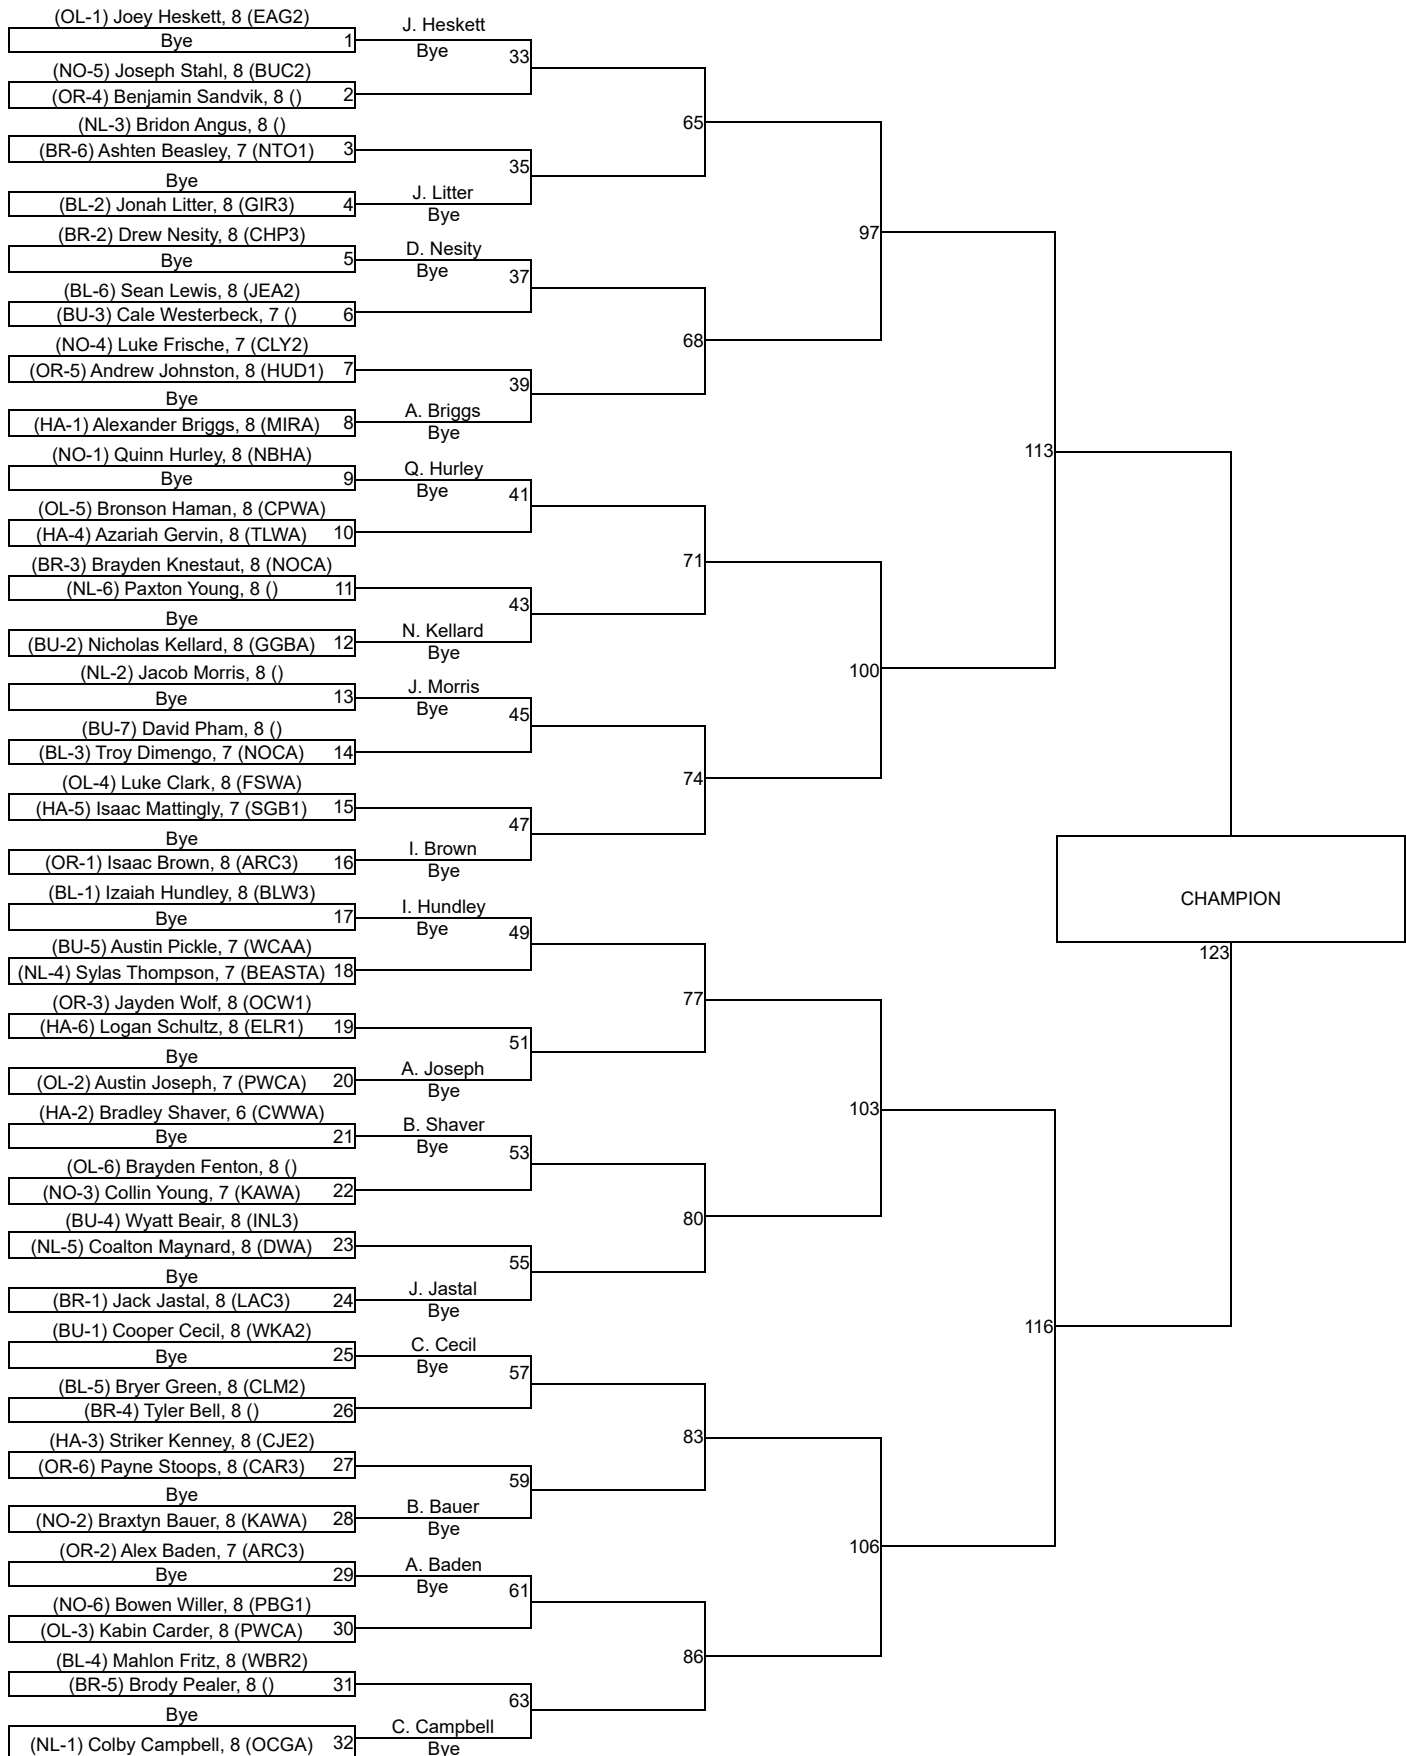 (OL-1) Joey Heskett, 8 (EAG2)
Bye 1
J. Heskett
Bye 33
(NO-5) Joseph Stahl, 8 (BUC2)
(OR-4) Benjamin Sandvik, 8 () 2
65
(NL-3) Bridon Angus, 8 ()
(BR-6) Ashten Beasley, 7 (NTO1) 3
35
Bye
(BL-2) Jonah Litter, 8 (GIR3) 4
J. Litter
Bye
97
(BR-2) Drew Nesity, 8 (CHP3)
Bye 5
D. Nesity
Bye 37
(BL-6) Sean Lewis, 8 (JEA2)
(BU-3) Cale Westerbeck, 7 () 6
68
(NO-4) Luke Frische, 7 (CLY2)
(OR-5) Andrew Johnston, 8 (HUD1) 7
39
Bye
(HA-1) Alexander Briggs, 8 (MIRA) 8
A. Briggs
Bye
113
(NO-1) Quinn Hurley, 8 (NBHA)
Bye 9
Q. Hurley
Bye 41
(OL-5) Bronson Haman, 8 (CPWA)
(HA-4) Azariah Gervin, 8 (TLWA) 10
71
(BR-3) Brayden Knestaut, 8 (NOCA)
(NL-6) Paxton Young, 8 () 11
43
Bye
(BU-2) Nicholas Kellard, 8 (GGBA) 12
N. Kellard
Bye
100
(NL-2) Jacob Morris, 8 ()
Bye 13
J. Morris
Bye 45
(BU-7) David Pham, 8 ()
(BL-3) Troy Dimengo, 7 (NOCA) 14
74
(OL-4) Luke Clark, 8 (FSWA)
(HA-5) Isaac Mattingly, 7 (SGB1) 15
47
Bye
(OR-1) Isaac Brown, 8 (ARC3) 16
I. Brown
Bye
CHAMPION
123
(BL-1) Izaiah Hundley, 8 (BLW3)
Bye 17
I. Hundley
Bye 49
(BU-5) Austin Pickle, 7 (WCAA)
(NL-4) Sylas Thompson, 7 (BEASTA) 18
77
(OR-3) Jayden Wolf, 8 (OCW1)
(HA-6) Logan Schultz, 8 (ELR1) 19
51
Bye
(OL-2) Austin Joseph, 7 (PWCA) 20
A. Joseph
Bye
103
(HA-2) Bradley Shaver, 6 (CWWA)
Bye 21
B. Shaver
Bye 53
(OL-6) Brayden Fenton, 8 ()
(NO-3) Collin Young, 7 (KAWA) 22
80
(BU-4) Wyatt Beair, 8 (INL3)
(NL-5) Coalton Maynard, 8 (DWA) 23
55
Bye
(BR-1) Jack Jastal, 8 (LAC3) 24
J. Jastal
Bye
116
(BU-1) Cooper Cecil, 8 (WKA2)
Bye 25
C. Cecil
Bye 57
(BL-5) Bryer Green, 8 (CLM2)
(BR-4) Tyler Bell, 8 () 26
83
(HA-3) Striker Kenney, 8 (CJE2)
(OR-6) Payne Stoops, 8 (CAR3) 27
59
Bye
(NO-2) Braxtyn Bauer, 8 (KAWA) 28
B. Bauer
Bye
106
(OR-2) Alex Baden, 7 (ARC3)
Bye 29
A. Baden
Bye 61
(NO-6) Bowen Willer, 8 (PBG1)
(OL-3) Kabin Carder, 8 (PWCA) 30
86
(BL-4) Mahlon Fritz, 8 (WBR2)
(BR-5) Brody Pealer, 8 () 31
63
Bye
(NL-1) Colby Campbell, 8 (OCGA) 32
C. Campbell
Bye